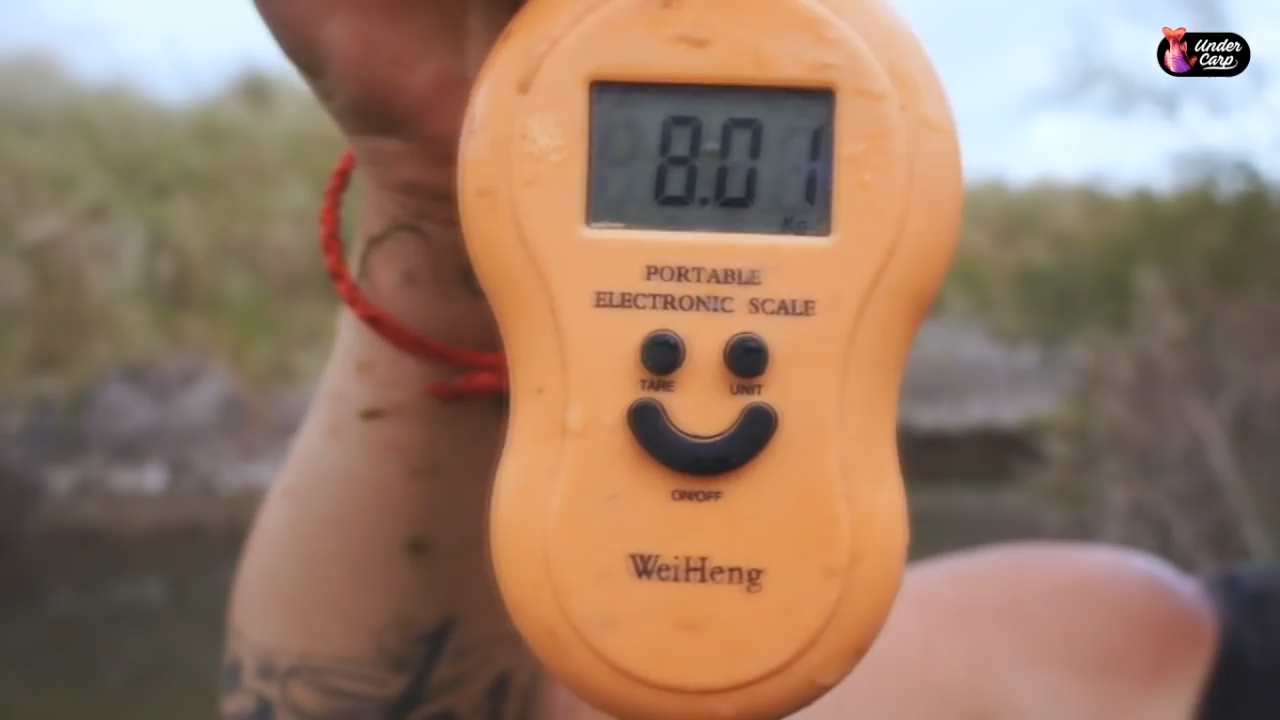 Under
Carp
8.01
Kg
PORTABLE
ELECTRONIC SCALE
TARE UNIT
ON/OFF
WeiHeng